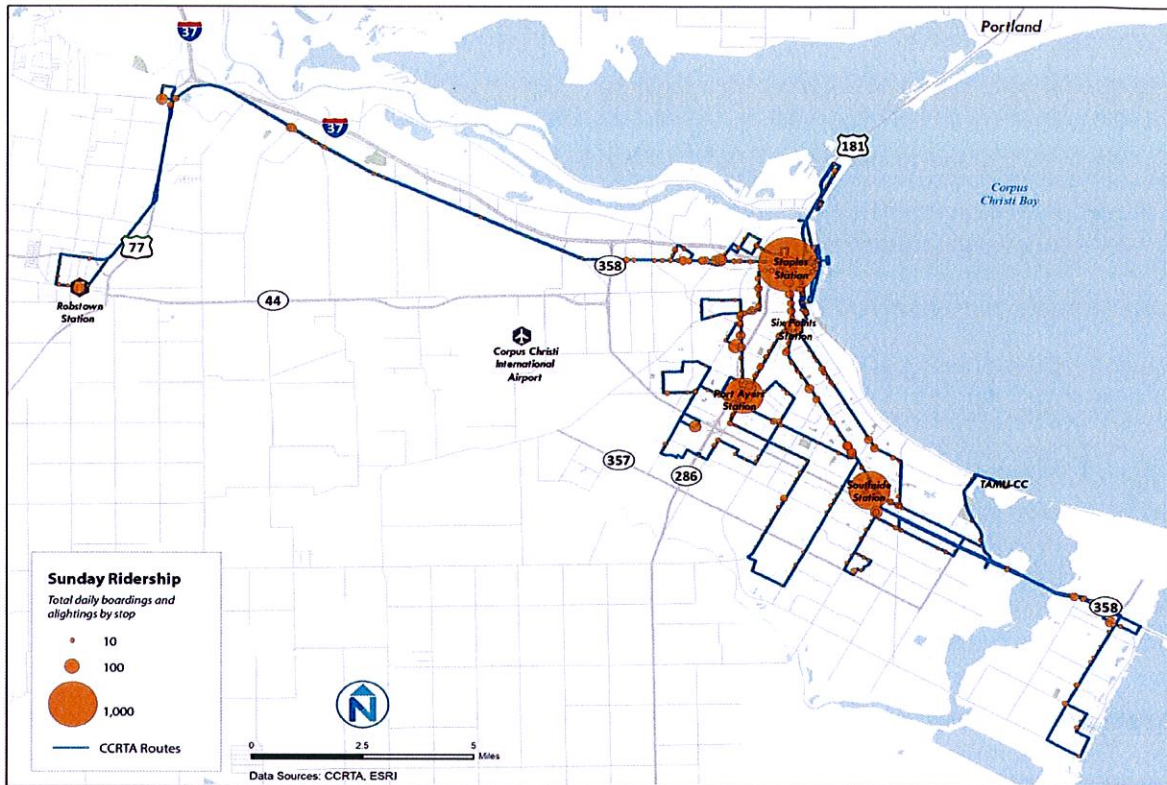 37
Portland
37
181
Corpus
Christi Bay
77
358
Staples
Station
44
Robstown
Station
Six Points
Station
Corpus Christi
International
Airport
Port Ayers
Station
357
286
Southside
Station
TAMU-CC
358
Sunday Ridership
Total daily boardings and
alightings by stop
10
100
1,000
CCRTA Routes
N
0 2.5 5
Miles
Data Sources: CCRTA, ESRI